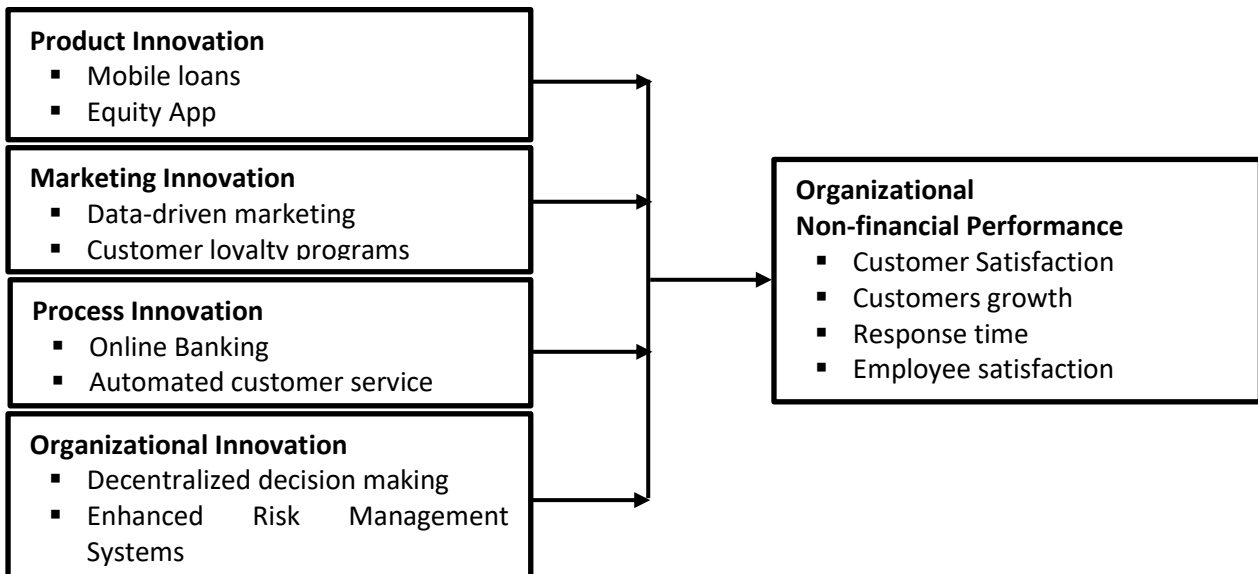 Product Innovation
▪ Mobile loans
▪ Equity App
Marketing Innovation
▪ Data-driven marketing
▪ Customer loyalty programs
Process Innovation
▪ Online Banking
▪ Automated customer service
Organizational Innovation
▪ Decentralized decision making
▪ Enhanced Risk Management
Systems
Organizational
Non-financial Performance
▪ Customer Satisfaction
▪ Customers growth
▪ Response time
▪ Employee satisfaction